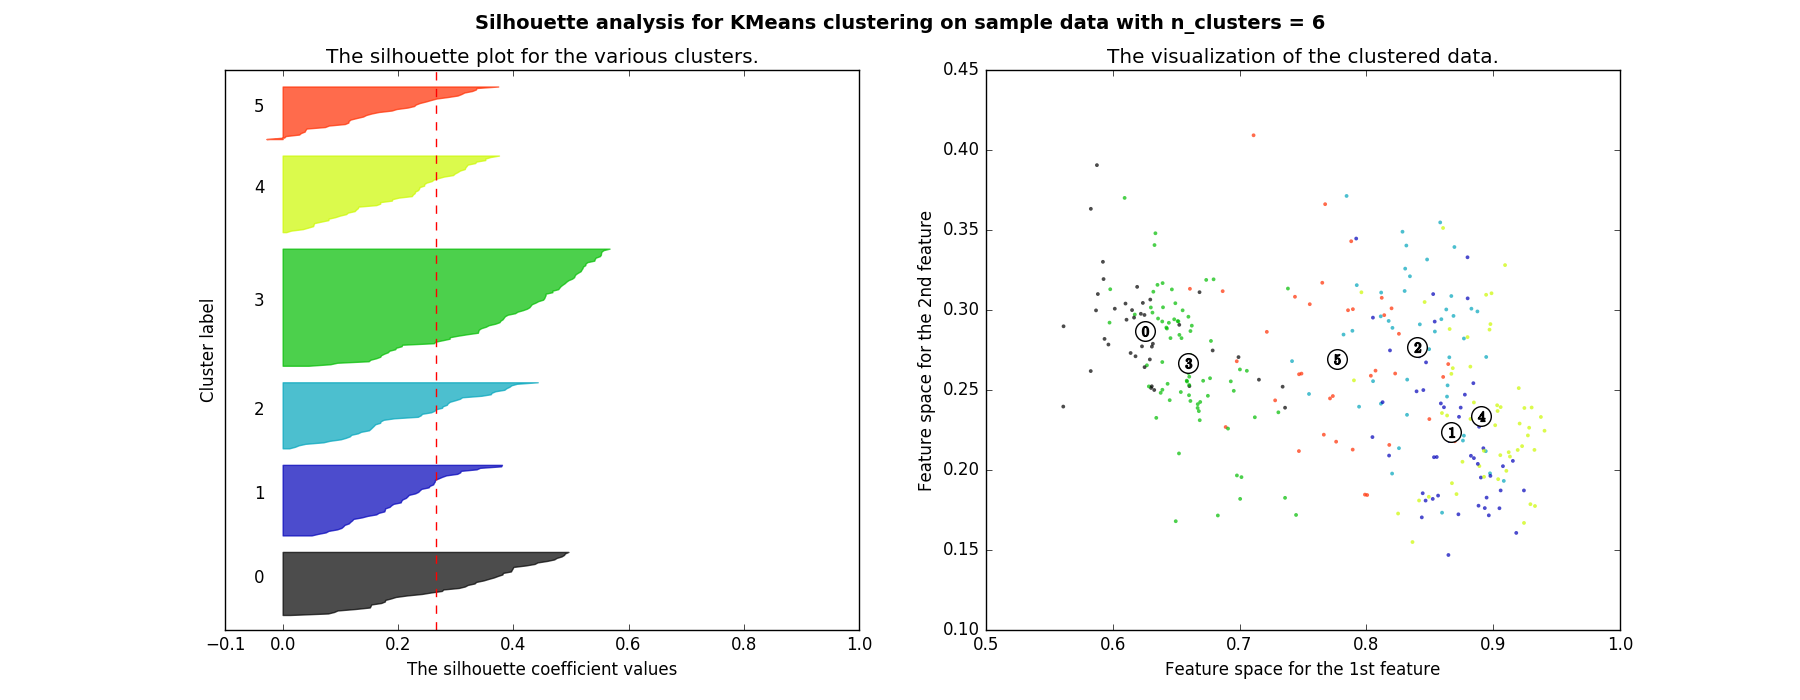 Silhouette analysis for KMeans clustering on sample data with n_clusters = 6
The silhouette plot for the various clusters.
Cluster label
5
4
3
2
1
0
−0.1 0.0 0.2 0.4 0.6 0.8 1.0
The silhouette coefficient values
The visualization of the clustered data.
Feature space for the 2nd feature
0.45
0.40
0.35
0.30
0.25
0.20
0.15
0.10
0
3
5
2
4
1
0.5 0.6 0.7 0.8 0.9 1.0
Feature space for the 1st feature